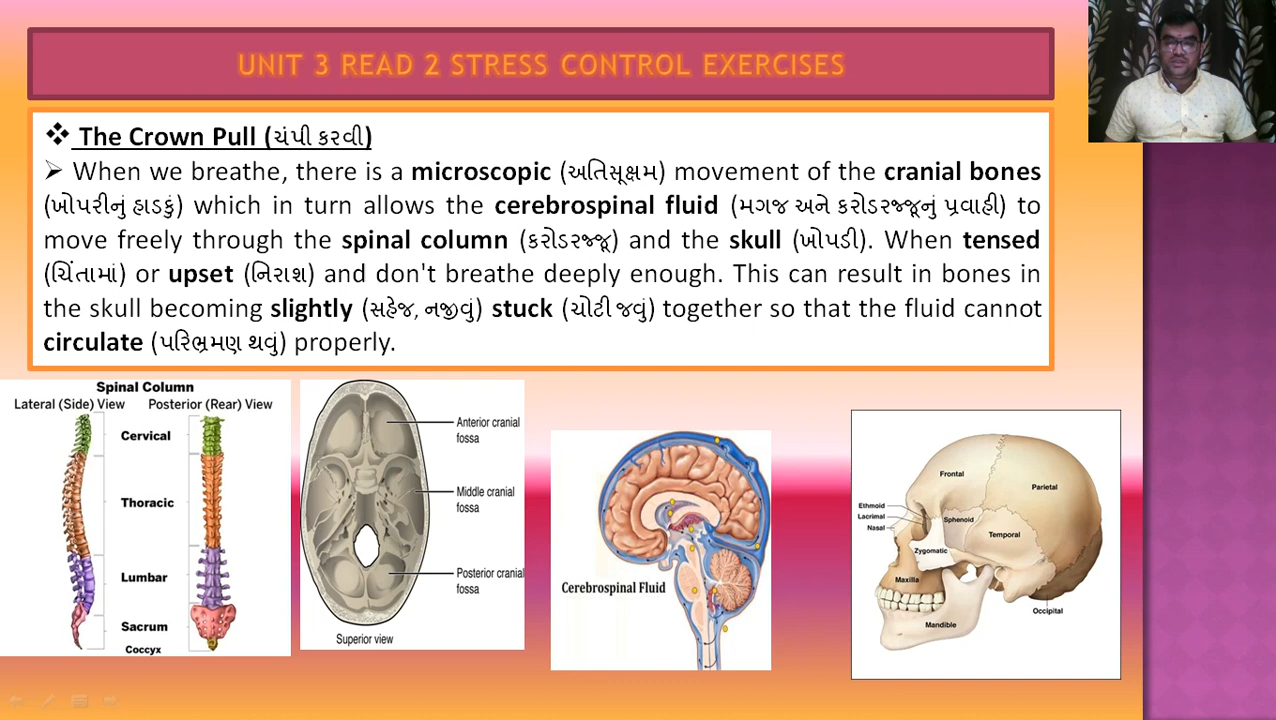 UNIT 3 READ 2 STRESS CONTROL EXERCISES
❖ The Crown Pull (ચંપી કરવી)
➢ When we breathe, there is a microscopic (અતિસૂક્ષમ) movement of the cranial bones
(ખોપરીનું હાડકું) which in turn allows the cerebrospinal fluid (મગજ અને કરોડરજ્જૂનું પ્રવાહી) to
move freely through the spinal column (કરોડરજ્જૂ) and the skull (ખોપડી). When tensed
(ચિંતામાં) or upset (નિરાશ) and don't breathe deeply enough. This can result in bones in
the skull becoming slightly (સહેજ, નજીવું) stuck (ચોટી જવું) together so that the fluid cannot
circulate (પરિભ્રમણ થવું) properly.
Spinal Column
Lateral (Side) View Posterior (Rear) View
Cervical
Thoracic
Lumbar
Sacrum
Coccyx
Anterior cranial
fossa
Middle cranial
fossa
Posterior cranial
fossa
Superior view
Cerebrospinal Fluid
Frontal
Parietal
Ethmoid
Lacrimal
Nasal
Sphenoid
Temporal
Zygomatic
Maxilla
Occipital
Mandible